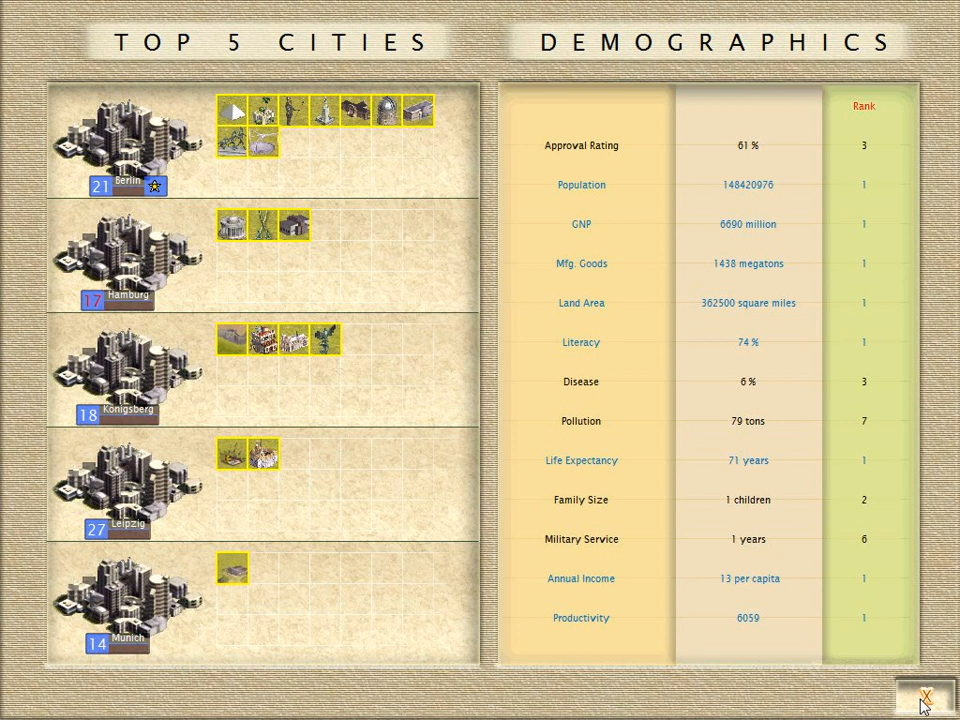 TOP 5 CITIES
21 Berlin
17 Hamburg
18 Königsberg
27 Leipzig
14 Munich
DEMOGRAPHICS
Rank
Approval Rating 61 % 3
Population 148420976 1
GNP 6690 million 1
Mfg. Goods 1438 megatons 1
Land Area 362500 square miles 1
Literacy 74 % 1
Disease 6 % 3
Pollution 79 tons 7
Life Expectancy 71 years 1
Family Size 1 children 2
Military Service 1 years 6
Annual Income 13 per capita 1
Productivity 6059 1
X